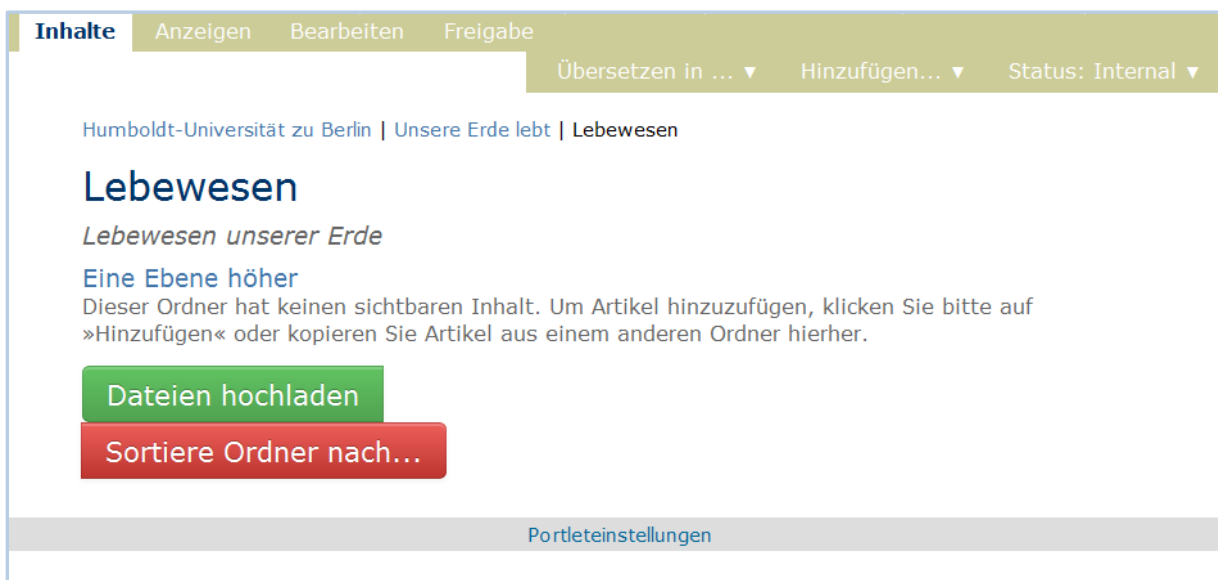 Inhalte Anzeigen Bearbeiten Freigabe
Übersetzen in ... ▼ Hinzufügen... ▼ Status: Internal ▼
Humboldt-Universität zu Berlin | Unsere Erde lebt | Lebewesen
Lebewesen
Lebewesen unserer Erde
Eine Ebene höher
Dieser Ordner hat keinen sichtbaren Inhalt. Um Artikel hinzuzufügen, klicken Sie bitte auf
»Hinzufügen« oder kopieren Sie Artikel aus einem anderen Ordner hierher.
Dateien hochladen
Sortiere Ordner nach...
Portleteinstellungen